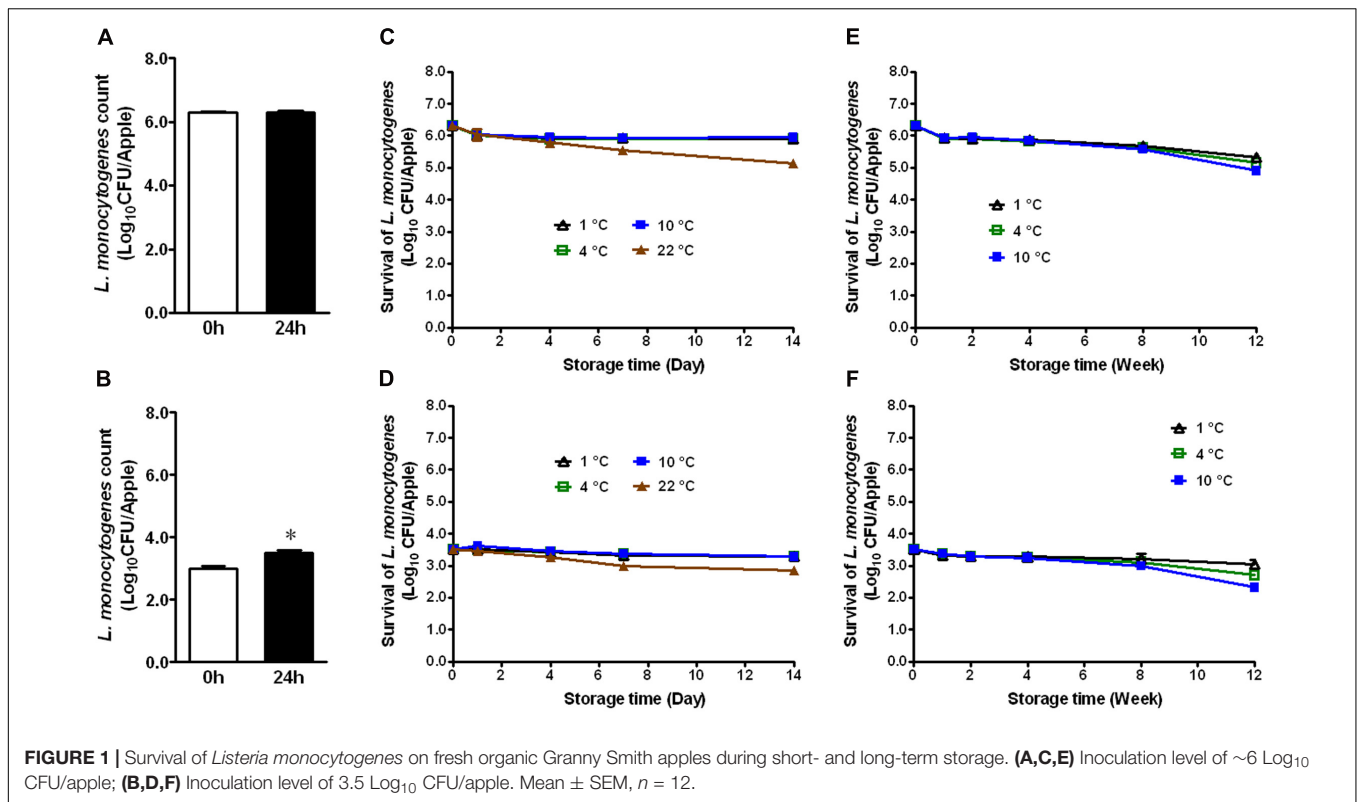 A
L. monocytogenes count
(Log10CFU/Apple)
8.0
6.0
4.0
2.0
0.0
0h
24h
C
Survival of L. monocytogenes
(Log10 CFU/Apple)
8.0
7.0
6.0
5.0
4.0
3.0
2.0
1.0
0.0
1 °C
10 °C
4 °C
22 °C
0
2
4
6
8
10
12
14
Storage time (Day)
E
Survival of L. monocytogenes
(Log10 CFU/Apple)
8.0
7.0
6.0
5.0
4.0
3.0
2.0
1.0
0.0
1 °C
4 °C
10 °C
0
2
4
6
8
10
12
Storage time (Week)
B
L. monocytogenes count
(Log10CFU/Apple)
8.0
6.0
4.0
2.0
0.0
*
0h
24h
D
Survival of L. monocytogenes
(Log10 CFU/Apple)
8.0
7.0
6.0
5.0
4.0
3.0
2.0
1.0
0.0
1 °C
10 °C
4 °C
22 °C
0
2
4
6
8
10
12
14
Storage time (Day)
F
Survival of L. monocytogenes
(Log10 CFU/Apple)
8.0
7.0
6.0
5.0
4.0
3.0
2.0
1.0
0.0
1 °C
4 °C
10 °C
0
2
4
6
8
10
12
Storage time (Week)
FIGURE 1 | Survival of Listeria monocytogenes on fresh organic Granny Smith apples during short- and long-term storage. (A,C,E) Inoculation level of ~6 Log10
CFU/apple; (B,D,F) Inoculation level of 3.5 Log10 CFU/apple. Mean ± SEM, n = 12.